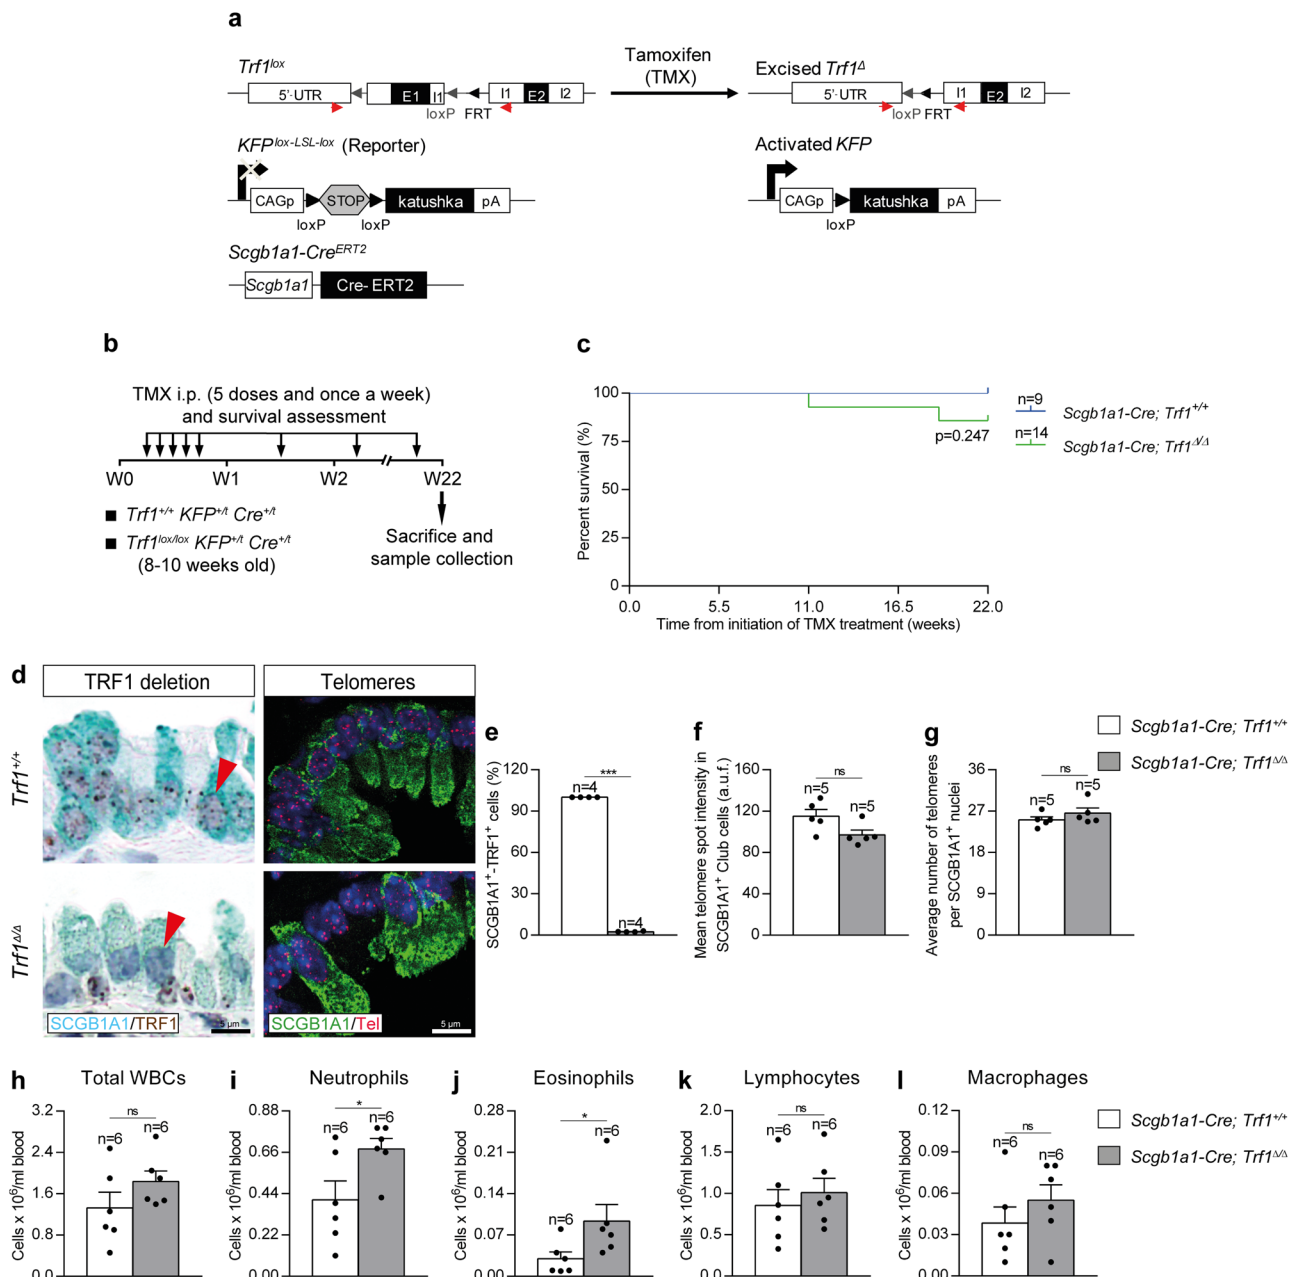 a
Trf1lox
Tamoxifen
(TMX)
Excised Trf1Δ
5'-UTR
E1
I1
I1
E2
I2
loxP
FRT
5'-UTR
I1
E2
I2
loxP
FRT
KFPlox-LSL-lox (Reporter)
Activated KFP
CAGp
STOP
katushka
pA
loxP
loxP
CAGp
katushka
pA
loxP
Scgb1a1-CreERT2
Scgb1a1
Cre- ERT2
b
TMX i.p. (5 doses and once a week)
and survival assessment
W0
W1
W2
W22
Trf1+/+ KFP+/t Cre+/t
Trf1lox/lox KFP+/t Cre+/t
(8-10 weeks old)
Sacrifice and
sample collection
c
Percent survival (%)
100
75
50
25
0
0.0
5.5
11.0
16.5
22.0
Time from initiation of TMX treatment (weeks)
p=0.247
n=9
Scgb1a1-Cre; Trf1+/+
n=14
Scgb1a1-Cre; Trf1Δ/Δ
d
TRF1 deletion
Telomeres
Trf1+/+
Trf1Δ/Δ
SCGB1A1/TRF1
5 µm
SCGB1A1/Tel
5 µm
e
SCGB1A1+-TRF1+ cells (%)
120
90
60
30
0
***
n=4
n=4
f
Mean telomere spot intensity in
SCGB1A1+ Club cells (a.u.f.)
160
120
80
40
0
ns
n=5
n=5
g
Average number of telomeres
per SCGB1A1+ nuclei
36
27
18
9
0
ns
n=5
n=5
Scgb1a1-Cre; Trf1+/+
Scgb1a1-Cre; Trf1Δ/Δ
h
Total WBCs
Cells x 106/ml blood
3.2
2.4
1.6
0.8
0.0
ns
n=6
n=6
i
Neutrophils
Cells x 106/ml blood
0.88
0.66
0.44
0.22
0.00
*
n=6
n=6
j
Eosinophils
Cells x 106/ml blood
0.28
0.21
0.14
0.07
0.00
*
n=6
n=6
k
Lymphocytes
Cells x 106/ml blood
2.0
1.5
1.0
0.5
0.0
ns
n=6
n=6
l
Macrophages
Cells x 106/ml blood
0.12
0.09
0.06
0.03
0.00
ns
n=6
n=6
Scgb1a1-Cre; Trf1+/+
Scgb1a1-Cre; Trf1Δ/Δ